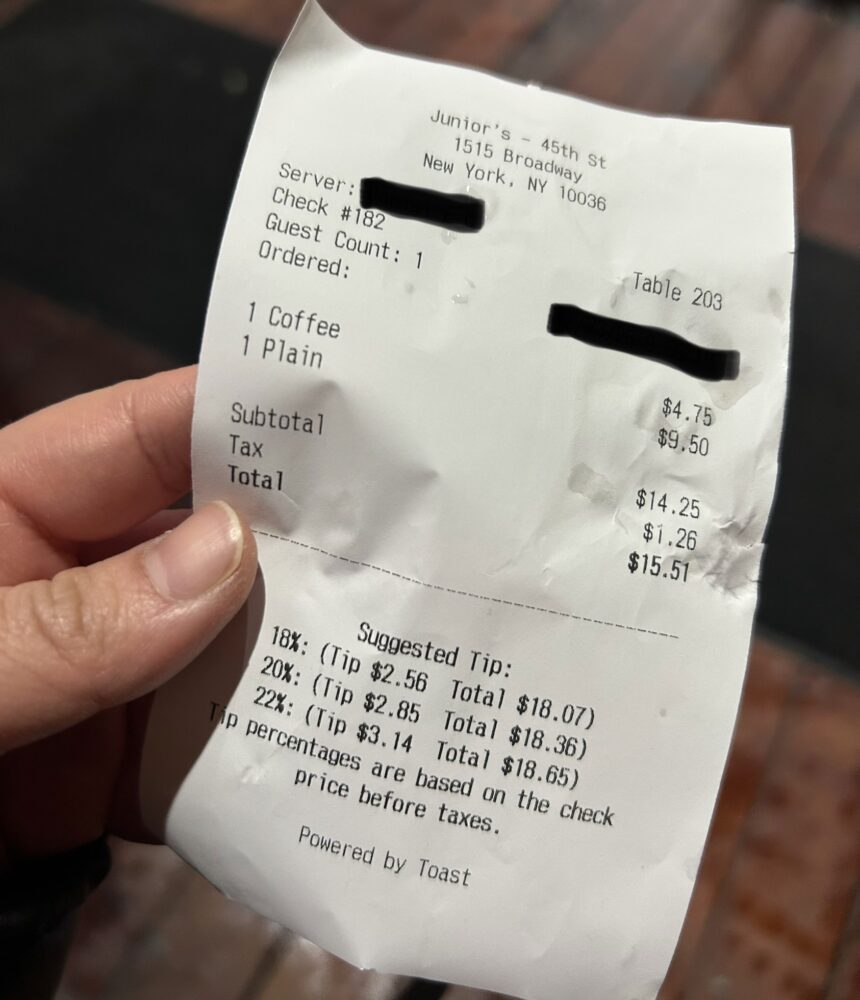 Junior's - 45th St
1515 Broadway
New York, NY 10036
Server:
Check #182
Guest Count: 1
Ordered:
Table 203
1 Coffee $4.75
1 Plain $9.50
Subtotal $14.25
Tax $1.26
Total $15.51
Suggested Tip:
18%: (Tip $2.56 Total $18.07)
20%: (Tip $2.85 Total $18.36)
22%: (Tip $3.14 Total $18.65)
Tip percentages are based on the check
price before taxes.
Powered by Toast